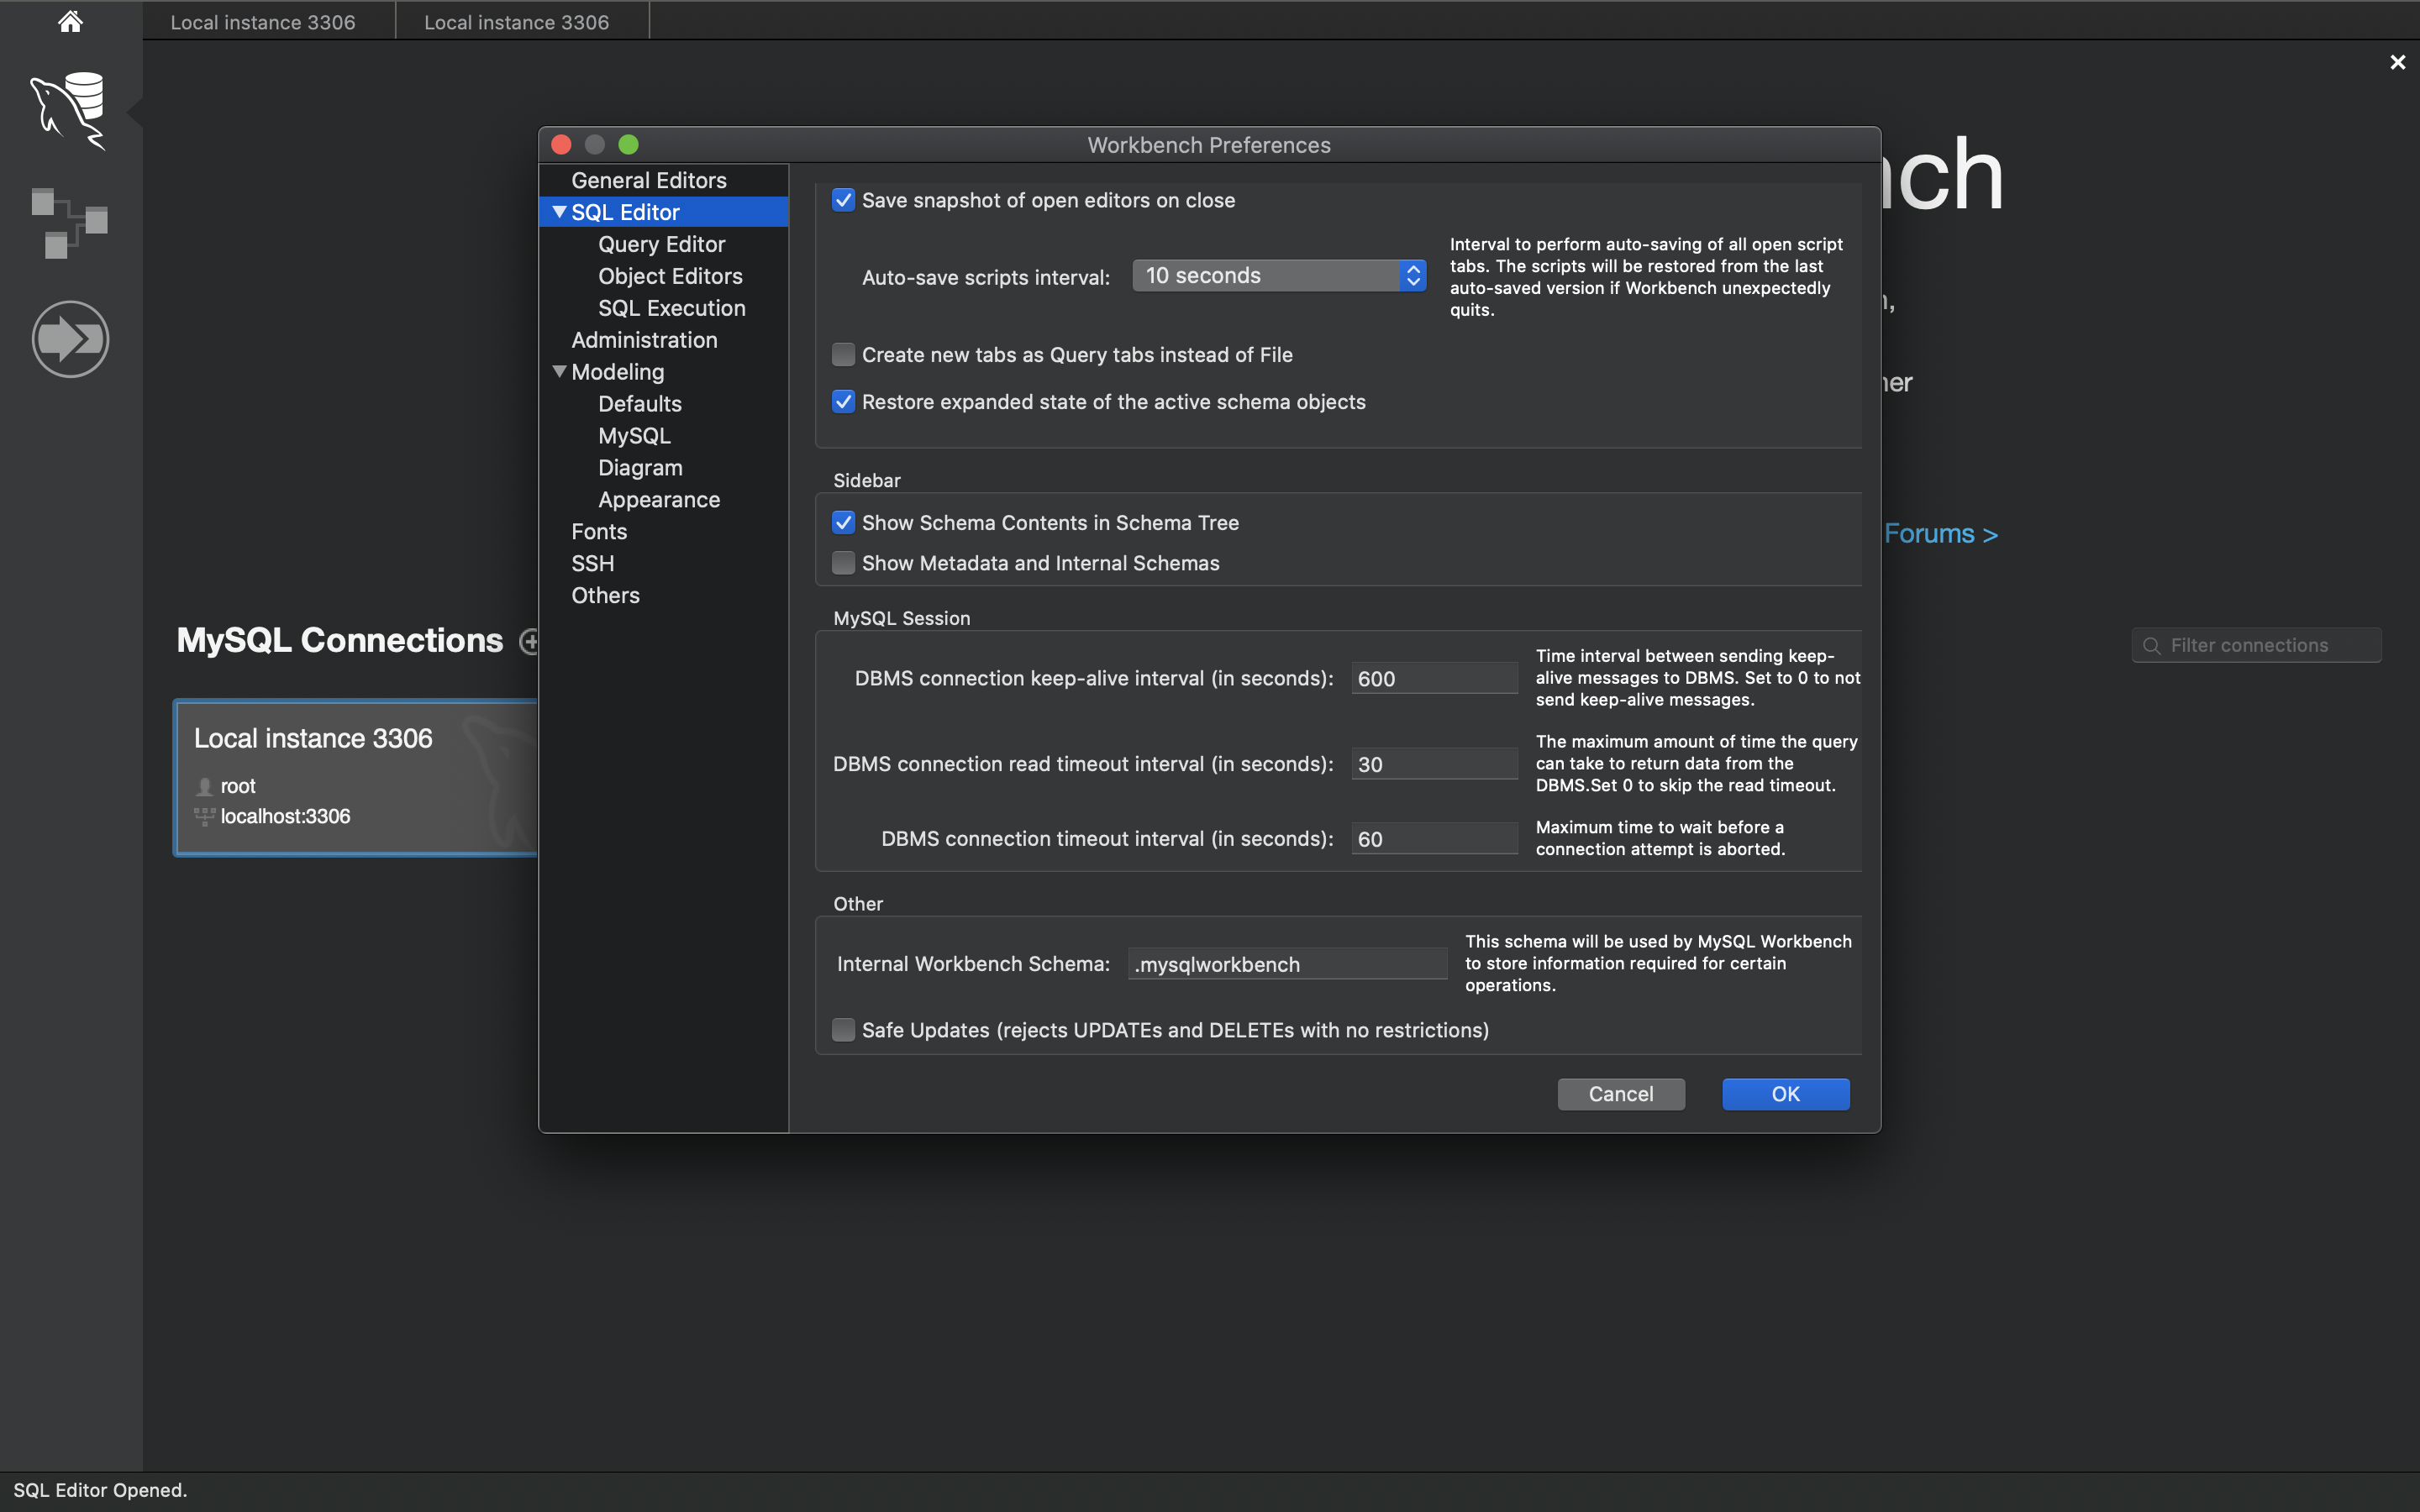 Local instance 3306
Local instance 3306
Workbench Preferences
General Editors
SQL Editor
Query Editor
Object Editors
SQL Execution
Administration
Modeling
Defaults
MySQL
Diagram
Appearance
Fonts
SSH
Others
Save snapshot of open editors on close
Auto-save scripts interval:
10 seconds
Interval to perform auto-saving of all open script
tabs. The scripts will be restored from the last
auto-saved version if Workbench unexpectedly
quits.
Create new tabs as Query tabs instead of File
Restore expanded state of the active schema objects
Sidebar
Show Schema Contents in Schema Tree
Show Metadata and Internal Schemas
MySQL Session
DBMS connection keep-alive interval (in seconds):
600
Time interval between sending keep-
alive messages to DBMS. Set to 0 to not
send keep-alive messages.
DBMS connection read timeout interval (in seconds):
30
The maximum amount of time the query
can take to return data from the
DBMS.Set 0 to skip the read timeout.
DBMS connection timeout interval (in seconds):
60
Maximum time to wait before a
connection attempt is aborted.
Other
Internal Workbench Schema:
.mysqlworkbench
This schema will be used by MySQL Workbench
to store information required for certain
operations.
Safe Updates (rejects UPDATEs and DELETEs with no restrictions)
Cancel
OK
Forums >
MySQL Connections
Filter connections
Local instance 3306
root
localhost:3306
SQL Editor Opened.